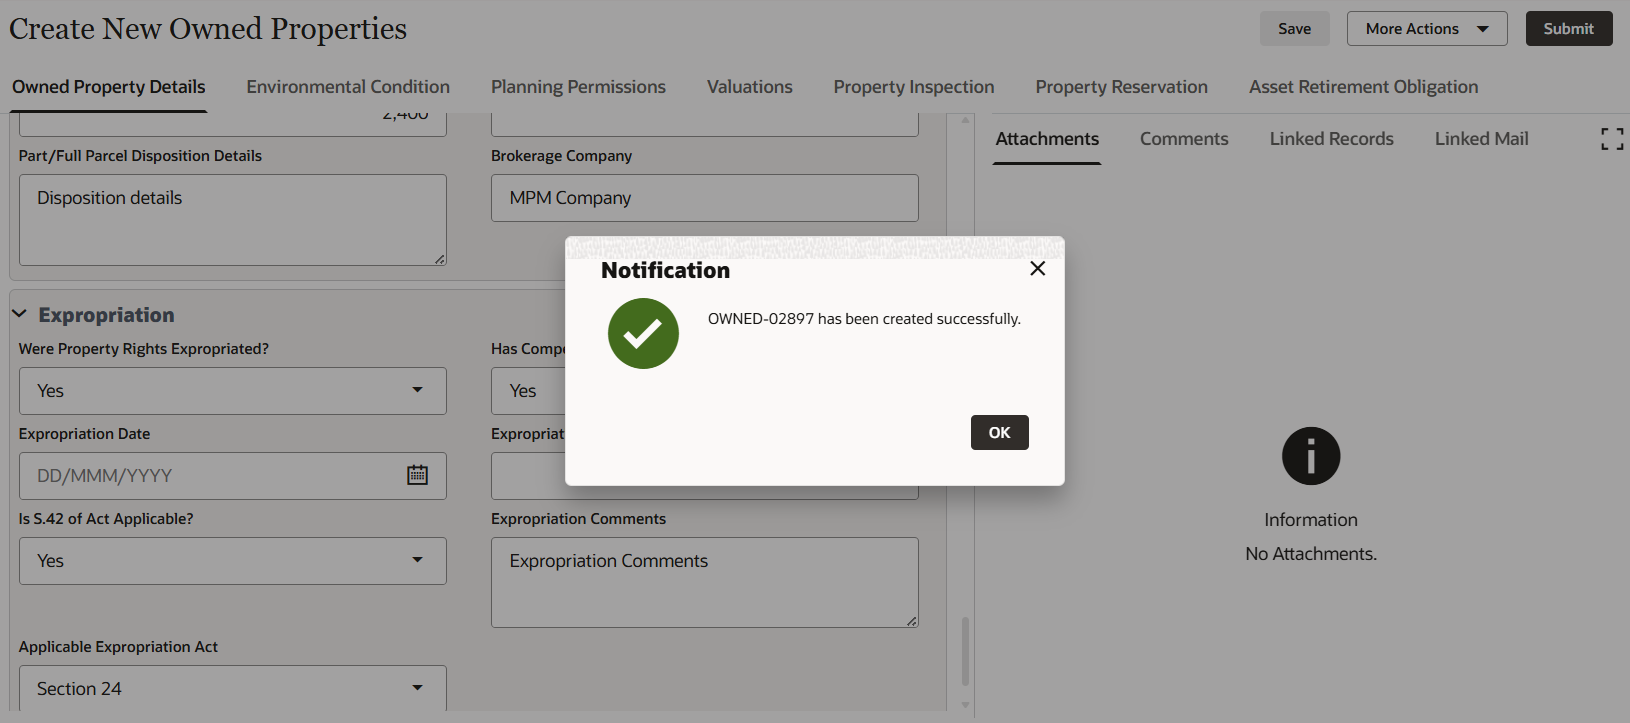 Create New Owned Properties
Save
More Actions
Submit
Owned Property Details
Environmental Condition
Planning Permissions
Valuations
Property Inspection
Property Reservation
Asset Retirement Obligation
2,400
Part/Full Parcel Disposition Details
Disposition details
Brokerage Company
MPM Company
Attachments
Comments
Linked Records
Linked Mail
Notification
OWNED-02897 has been created successfully.
OK
Expropriation
Were Property Rights Expropriated?
Yes
Has Comp
Yes
Expropriation Date
DD/MMM/YYYY
Expropriat
Is S.42 of Act Applicable?
Yes
Expropriation Comments
Expropriation Comments
Applicable Expropriation Act
Section 24
Information
No Attachments.